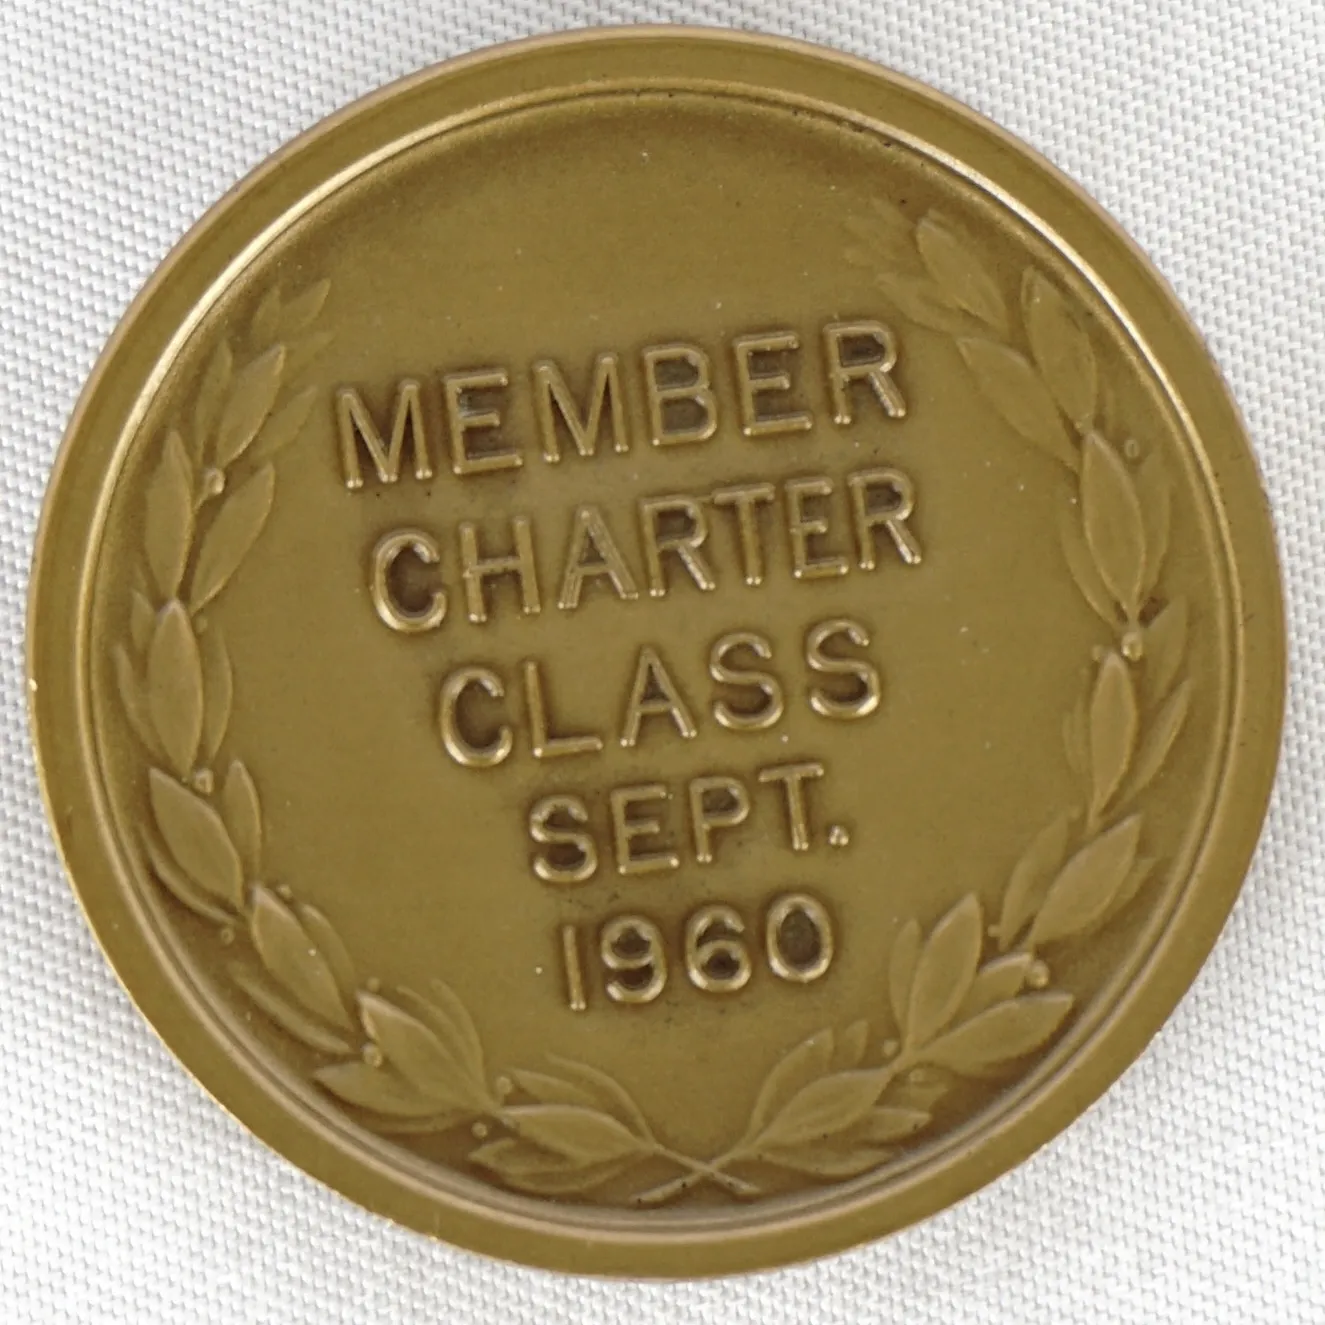 MEMBER
CHARTER
CLASS
SEPT.
1960